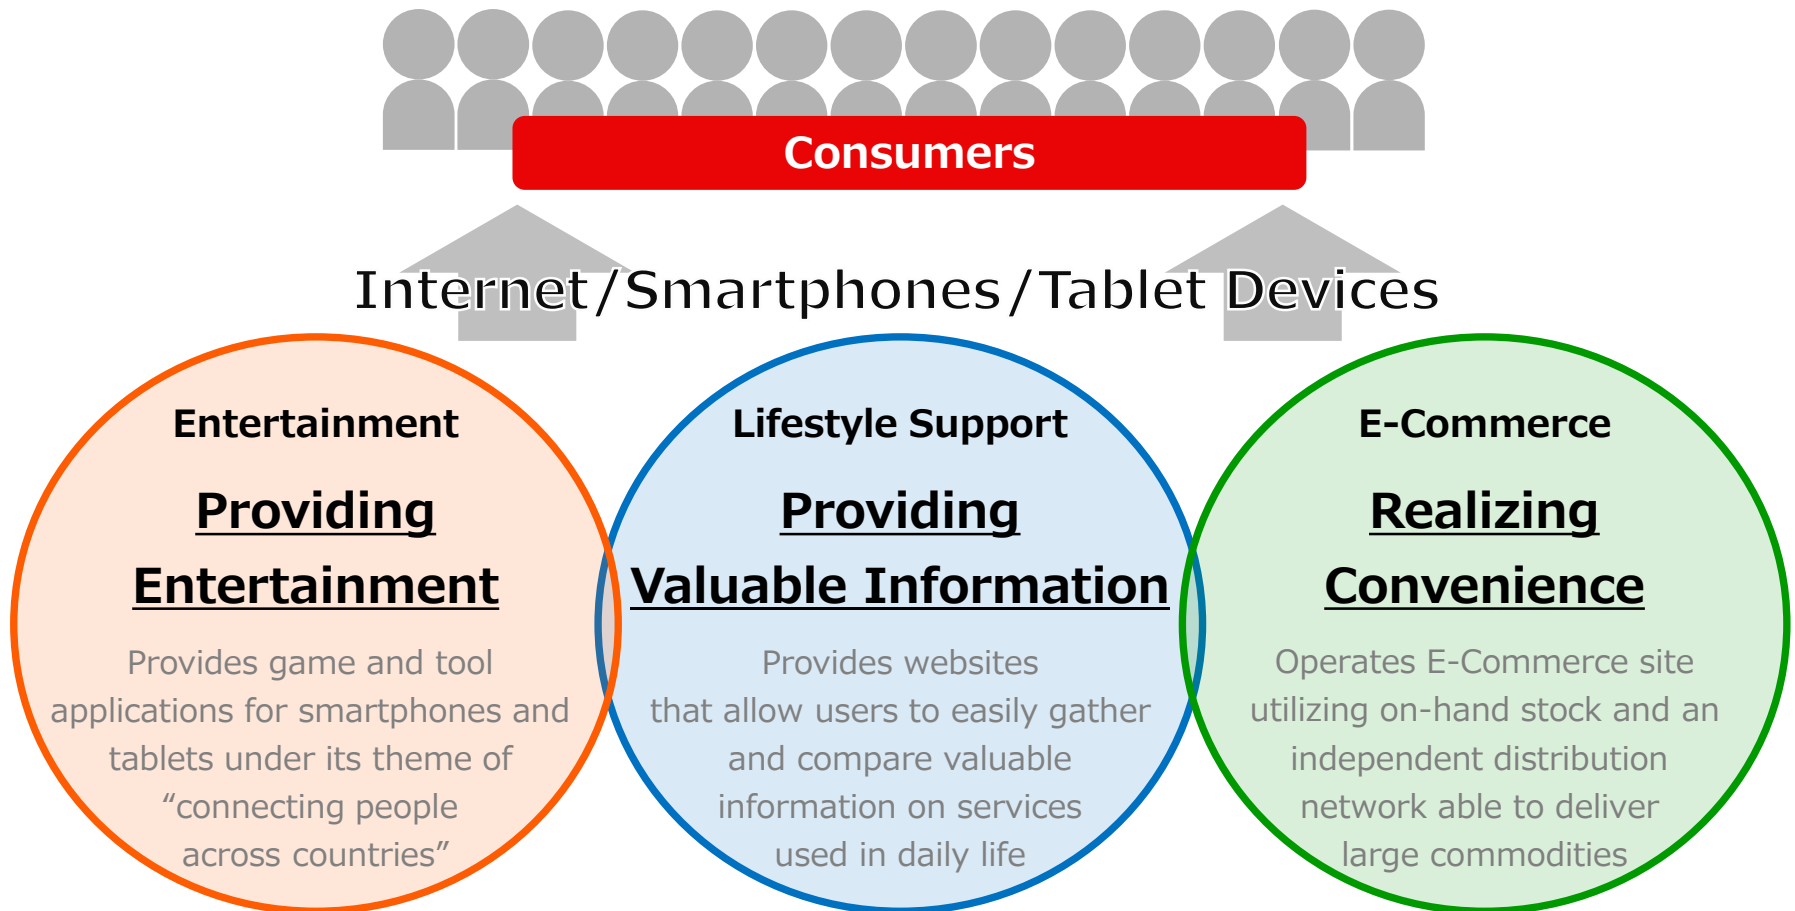 Consumers
Internet/Smartphones/Tablet Devices
Entertainment
Providing
Entertainment
Provides game and tool
applications for smartphones and
tablets under its theme of
“connecting people
across countries”
Lifestyle Support
Providing
Valuable Information
Provides websites
that allow users to easily gather
and compare valuable
information on services
used in daily life
E-Commerce
Realizing
Convenience
Operates E-Commerce site
utilizing on-hand stock and an
independent distribution
network able to deliver
large commodities